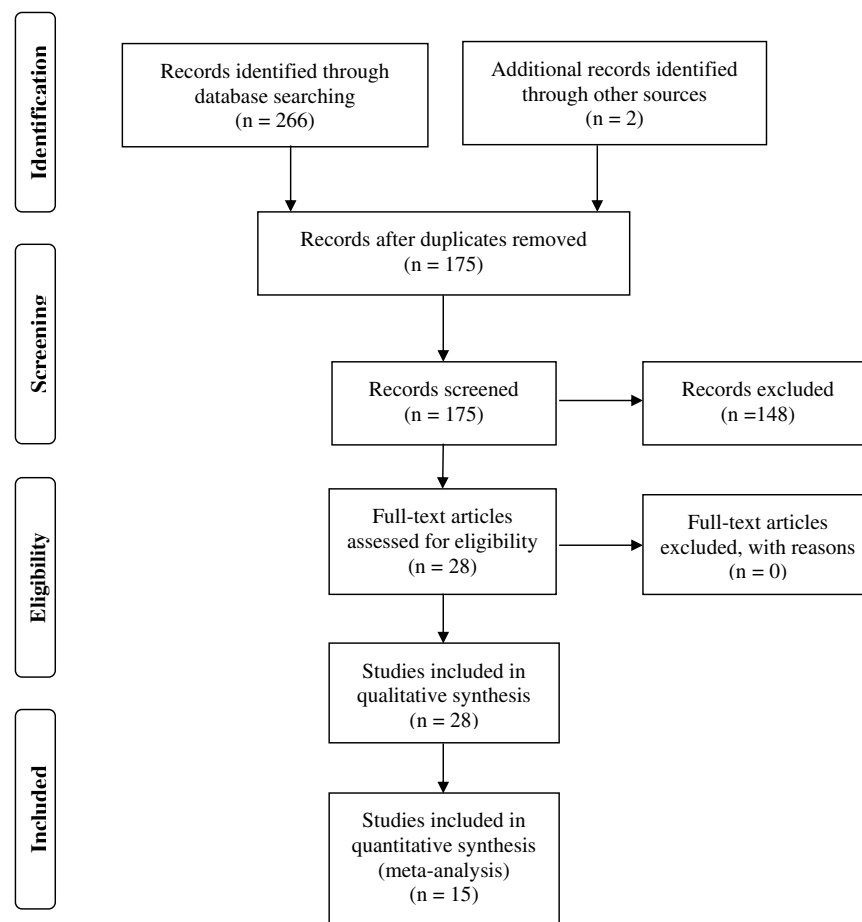 Identification
Records identified through
database searching
(n = 266)
Additional records identified
through other sources
(n = 2)
Records after duplicates removed
(n = 175)
Screening
Records screened
(n = 175)
Records excluded
(n =148)
Eligibility
Full-text articles
assessed for eligibility
(n = 28)
Full-text articles
excluded, with reasons
(n = 0)
Studies included in
qualitative synthesis
(n = 28)
Included
Studies included in
quantitative synthesis
(meta-analysis)
(n = 15)